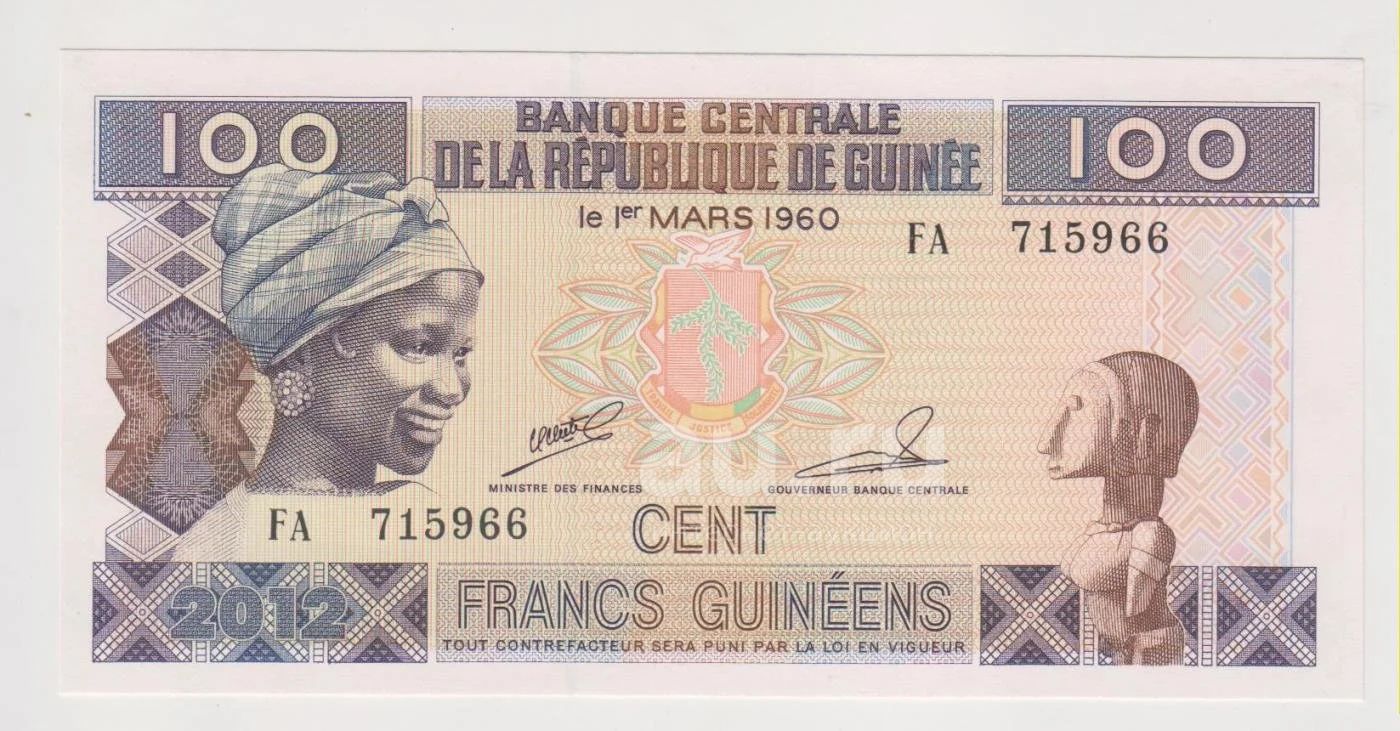 100 BANQUE CENTRALE 100
DE LA RÉPUBLIQUE DE GUINÉE
le 1er MARS 1960
FA 715966
JUSTICE
MINISTRE DES FINANCES GOUVERNEUR BANQUE CENTRALE
FA 715966 CENT
2012 FRANCS GUINÉENS
TOUT CONTREFACTEUR SERA PUNI PAR LA LOI EN VIGUEUR